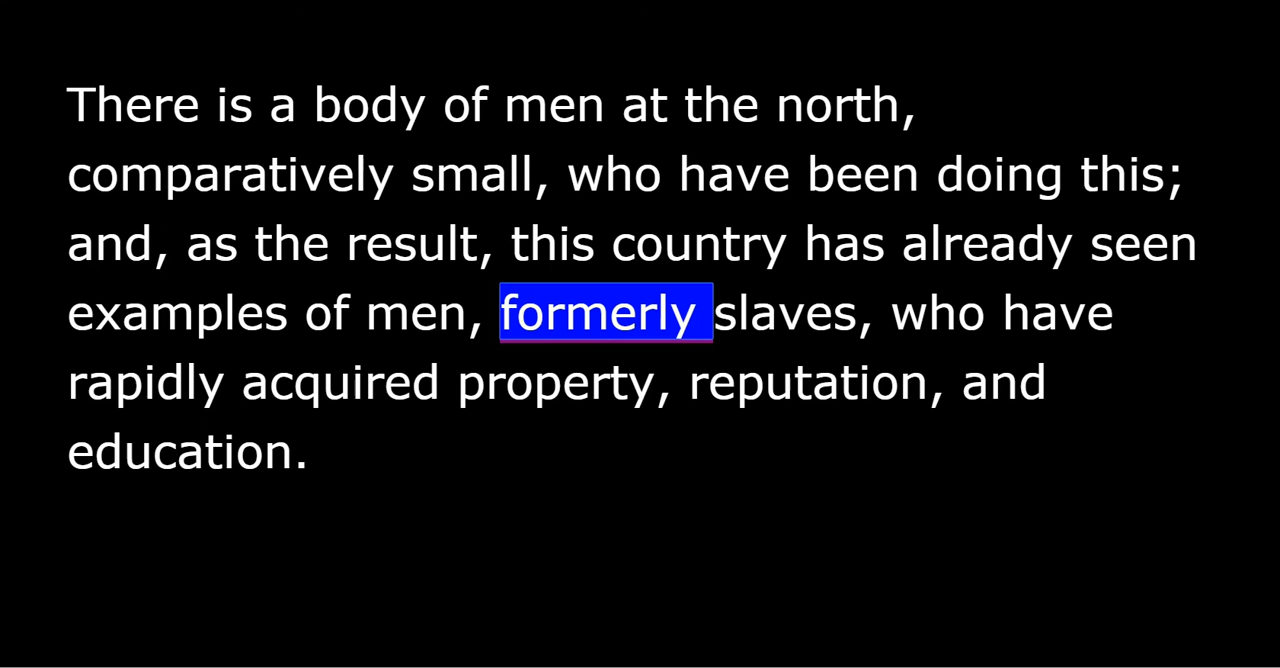 There is a body of men at the north,
comparatively small, who have been doing this;
and, as the result, this country has already seen
examples of men, formerly slaves, who have
rapidly acquired property, reputation, and
education.